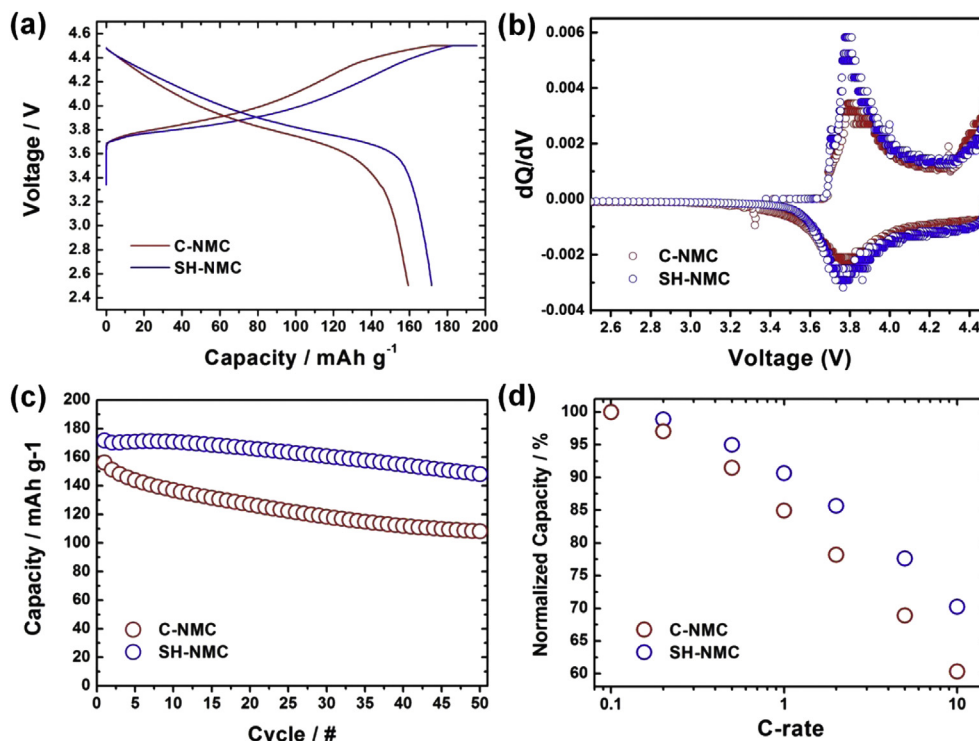 (a)
4.6
4.4
4.2
4.0
3.8
3.6
3.4
3.2
3.0
2.8
2.6
2.4
Voltage / V
C-NMC
SH-NMC
0 20 40 60 80 100 120 140 160 180 200
Capacity / mAh g-1
(b)
0.006
0.004
0.002
0.000
-0.002
-0.004
dQ/dV
C-NMC
SH-NMC
2.6 2.8 3.0 3.2 3.4 3.6 3.8 4.0 4.2 4.4
Voltage (V)
(c)
200
180
160
140
120
100
80
60
40
20
0
Capacity / mAh g-1
C-NMC
SH-NMC
0 5 10 15 20 25 30 35 40 45 50
Cycle / #
(d)
100
95
90
85
80
75
70
65
60
Normalized Capacity / %
C-NMC
SH-NMC
0.1 1 10
C-rate